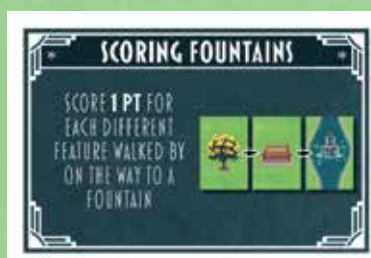 SCORING FOUNTAINS
SCORE 1 PT FOR
EACH DIFFERENT
FEATURE WALKED BY
ON THE WAY TO A
FOUNTAIN